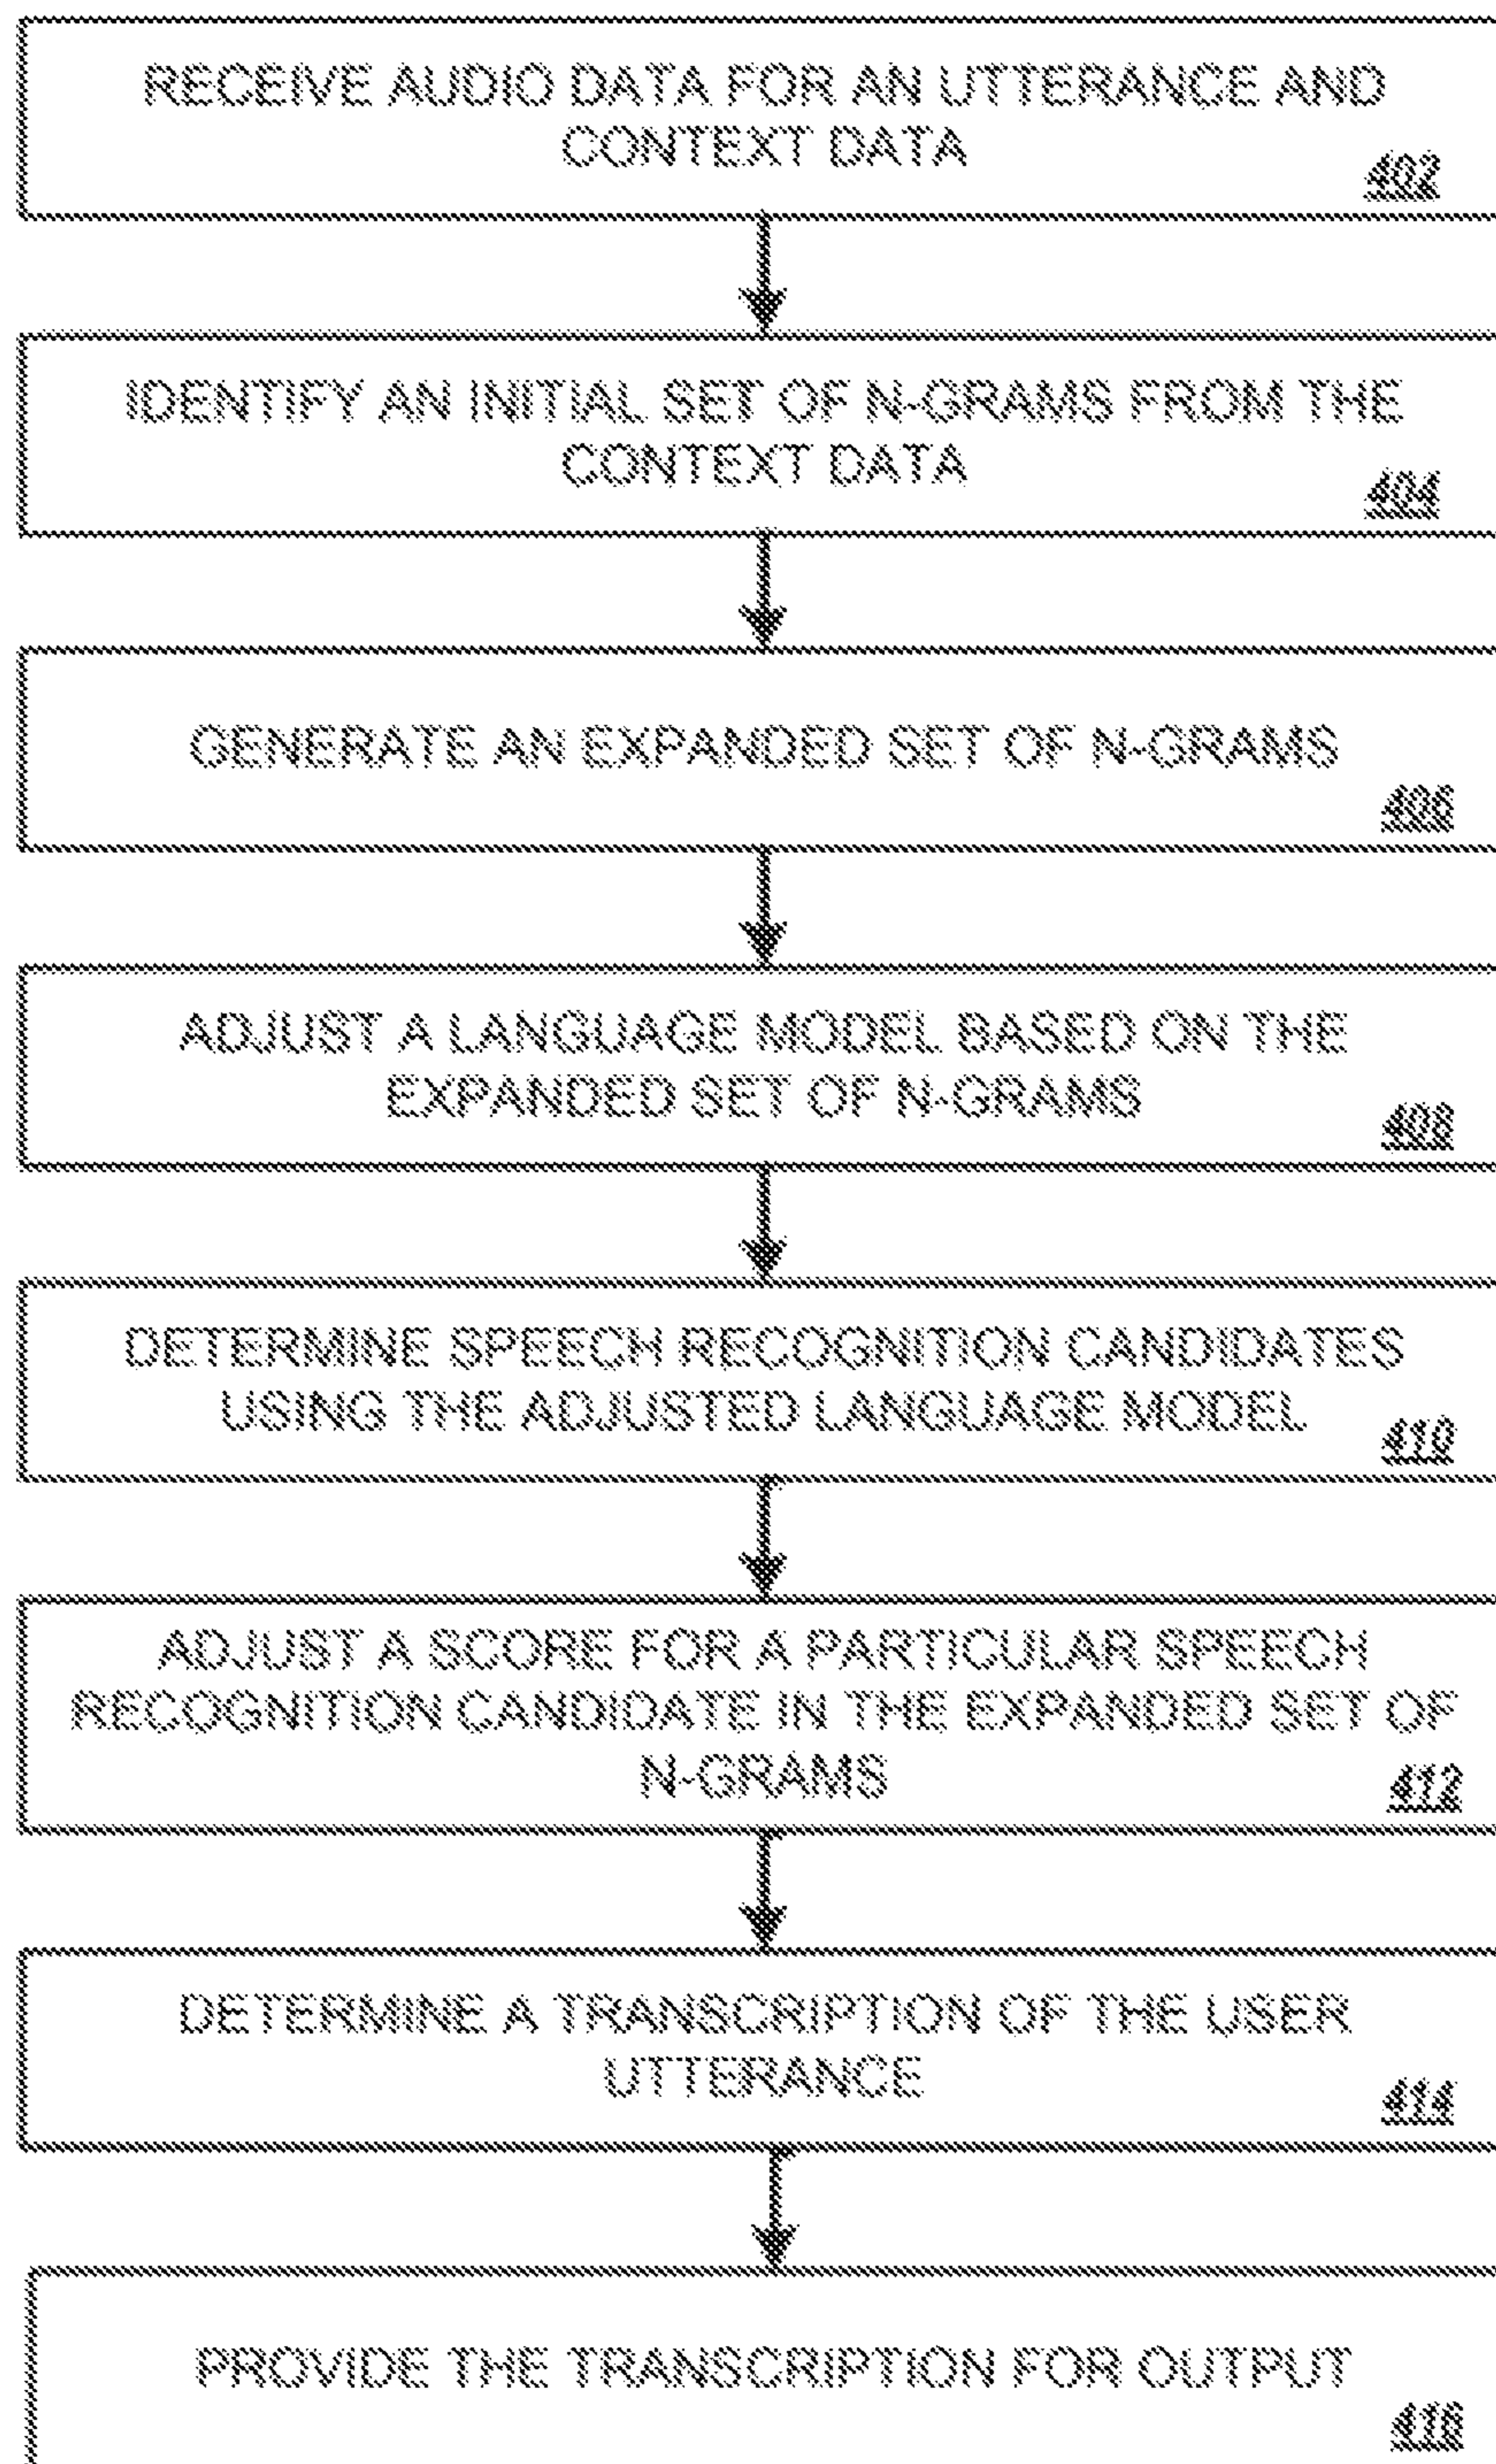 RECEIVE AUDIO DATA FOR AN UTTERANCE AND
CONTEXT DATA
402
IDENTIFY AN INITIAL SET OF N-GRAMS FROM THE
CONTEXT DATA
404
GENERATE AN EXPANDED SET OF N-GRAMS
406
ADJUST A LANGUAGE MODEL BASED ON THE
EXPANDED SET OF N-GRAMS
408
DETERMINE SPEECH RECOGNITION CANDIDATES
USING THE ADJUSTED LANGUAGE MODEL
410
ADJUST A SCORE FOR A PARTICULAR SPEECH
RECOGNITION CANDIDATE IN THE EXPANDED SET OF
N-GRAMS
412
DETERMINE A TRANSCRIPTION OF THE USER
UTTERANCE
414
PROVIDE THE TRANSCRIPTION FOR OUTPUT
416